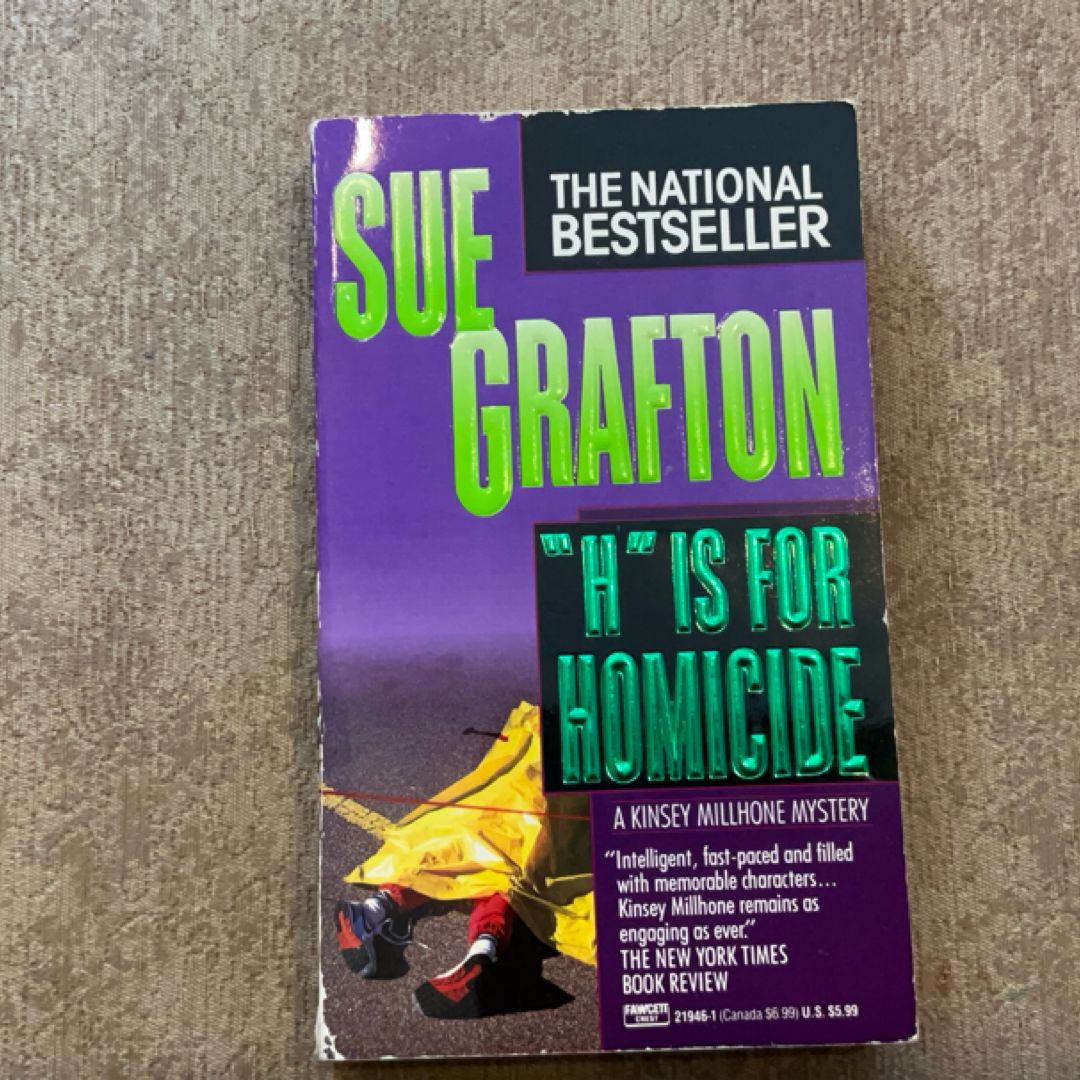 SUE
GRAFTON
THE NATIONAL
BESTSELLER
"H" IS FOR
HOMICIDE
A KINSEY MILLHONE MYSTERY
"Intelligent, fast-paced and filled
with memorable characters...
Kinsey Millhone remains as
engaging as ever."
THE NEW YORK TIMES
BOOK REVIEW
FAWCETT
CREST
21946-1 (Canada $6.99) U.S. $5.99